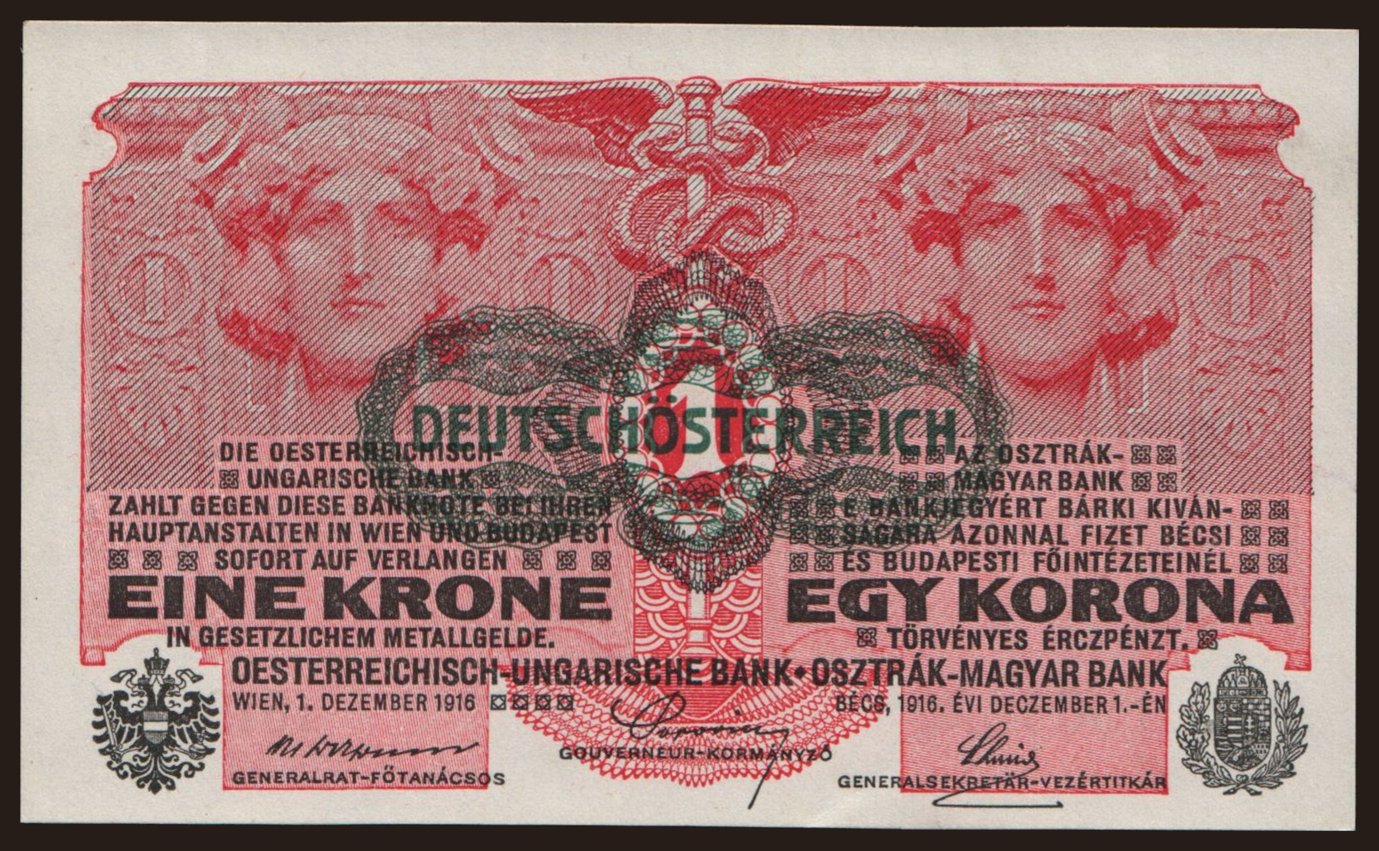 DEUTSCHÖSTERREICH
1
DIE OESTERREICHISCH-
UNGARISCHE BANK
ZAHLT GEGEN DIESE BANKNOTE BEI IHREN
HAUPTANSTALTEN IN WIEN UND BUDAPEST
SOFORT AUF VERLANGEN
EINE KRONE
IN GESETZLICHEM METALLGELDE.
AZ OSZTRÁK-
MAGYAR BANK
E BANKJEGYÉRT BÁRKI KIVÁN-
SÁGÁRA AZONNAL FIZET BÉCSI
ÉS BUDAPESTI FŐINTÉZETEINÉL
EGY KORONA
TÖRVÉNYES ÉRCZPÉNZT.
OESTERREICHISCH-UNGARISCHE BANK • OSZTRÁK-MAGYAR BANK
WIEN, 1. DEZEMBER 1916
BÉCS, 1916. ÉVI DECZEMBER 1.-ÉN
GOUVERNEUR-KORMÁNYZÓ
GENERALRAT-FŐTANÁCSOS
GENERALSEKRETÄR-VEZÉRTITKÁR